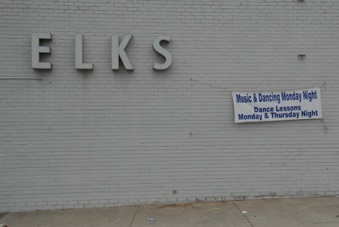 ELKS
Music & Dancing Monday Night
Dance Lessons
Monday & Thursday Night